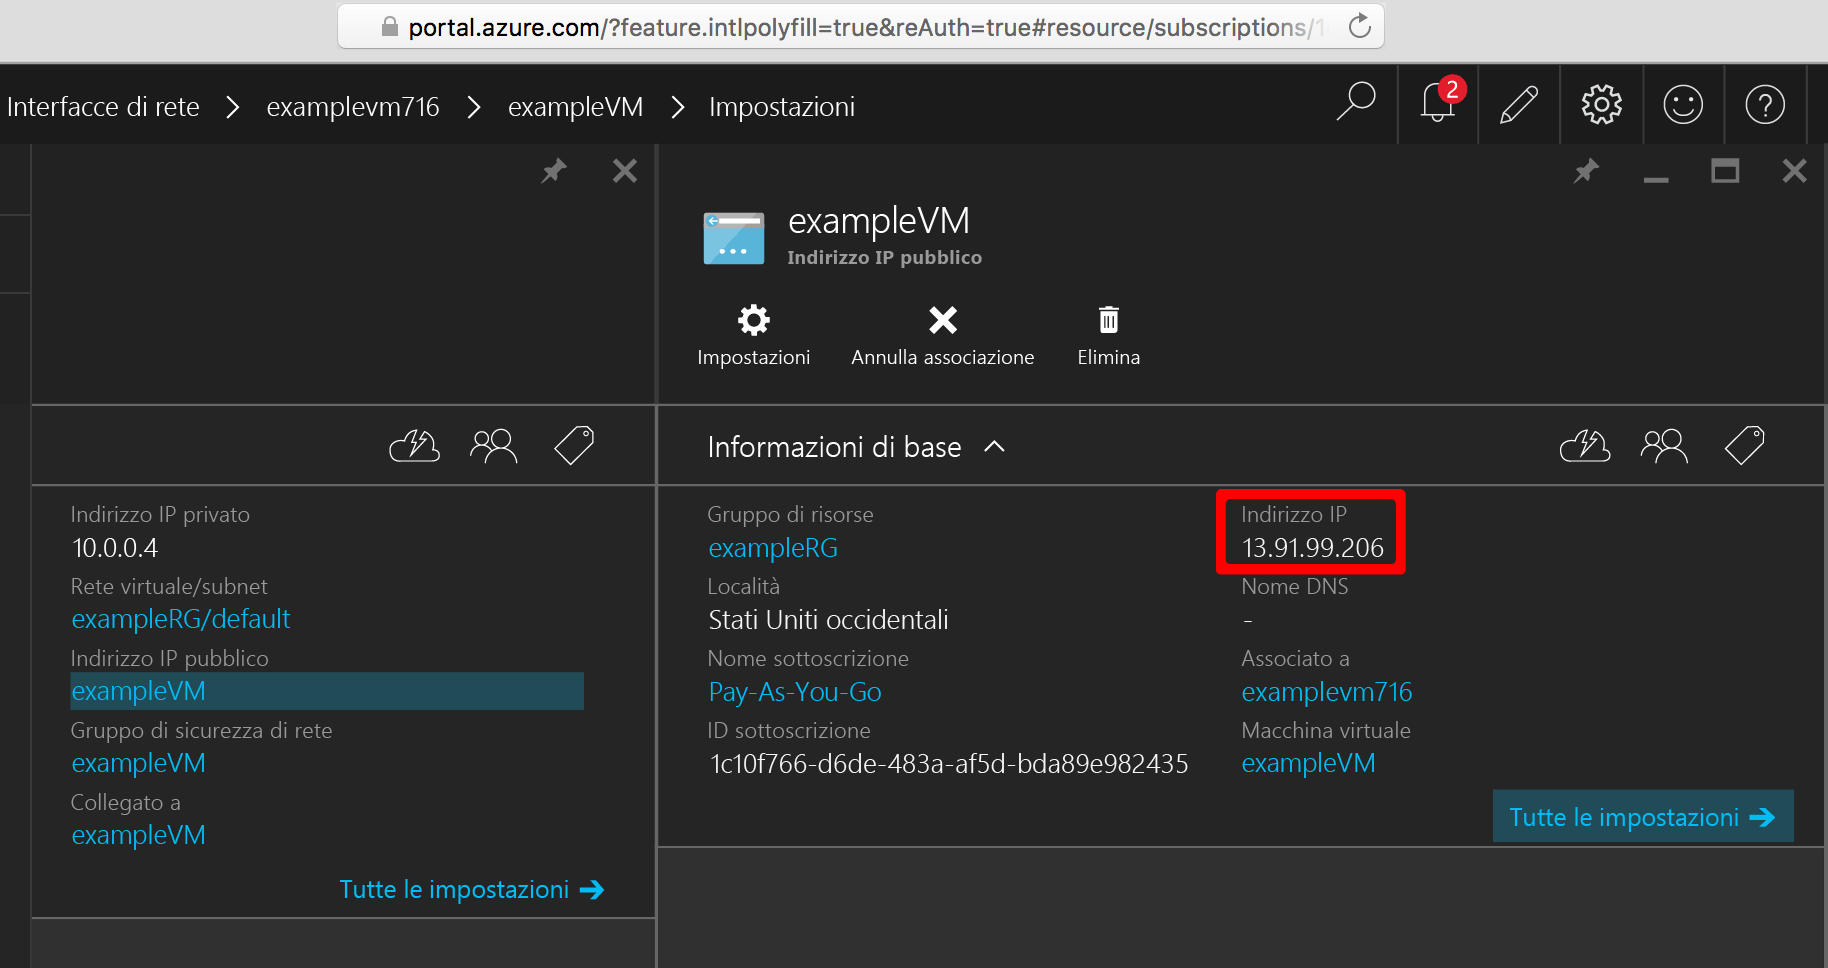 portal.azure.com/?feature.intlpolyfill=true&reAuth=true#resource/subscriptions/1
Interfacce di rete > examplevm716 > exampleVM > Impostazioni
2
?
exampleVM
Indirizzo IP pubblico
Impostazioni
Annulla associazione
Elimina
Indirizzo IP privato
10.0.0.4
Rete virtuale/subnet
exampleRG/default
Indirizzo IP pubblico
exampleVM
Gruppo di sicurezza di rete
exampleVM
Collegato a
exampleVM
Tutte le impostazioni →
Informazioni di base
Gruppo di risorse
exampleRG
Località
Stati Uniti occidentali
Nome sottoscrizione
Pay-As-You-Go
ID sottoscrizione
1c10f766-d6de-483a-af5d-bda89e982435
Indirizzo IP
13.91.99.206
Nome DNS
-
Associato a
examplevm716
Macchina virtuale
exampleVM
Tutte le impostazioni →